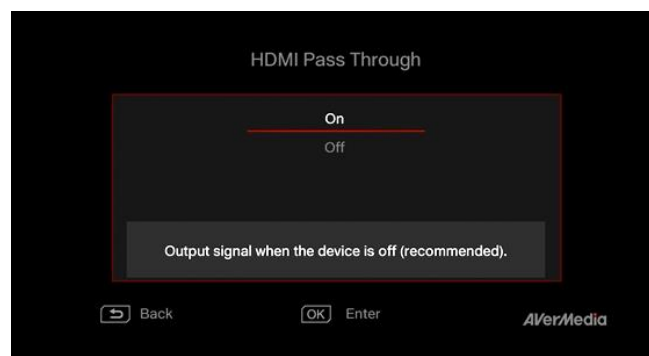 HDMI Pass Through
On
Off
Output signal when the device is off (recommended).
Back
OK Enter
AVerMedia